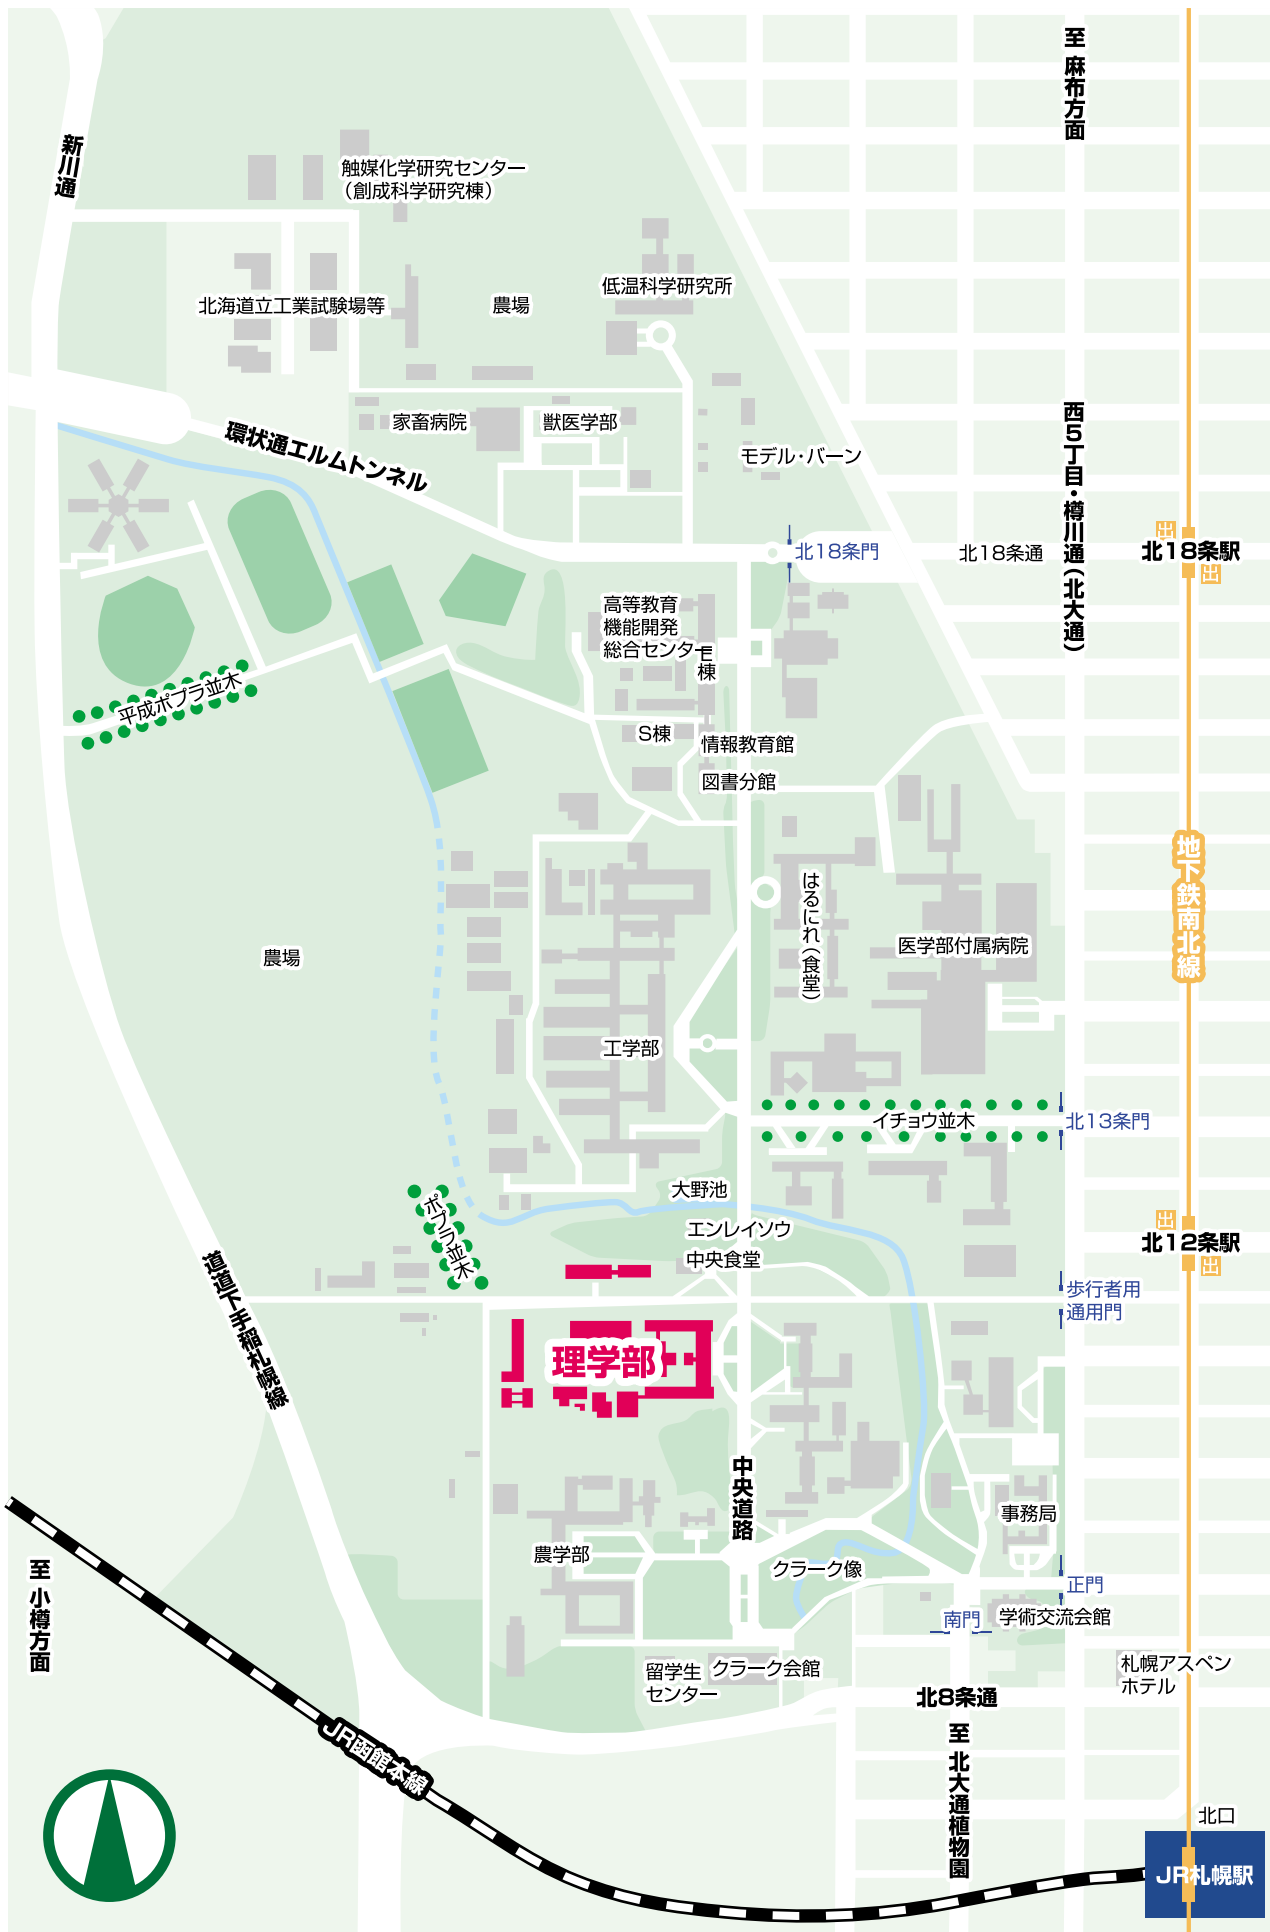 至 麻布方面
新川通
触媒化学研究センター
（創成科学研究棟）
低温科学研究所
北海道立工業試験場等
農場
家畜病院
獣医学部
環状通エルムトンネル
モデル・バーン
西5丁目・樽川通（北大通）
出
北18条駅
出
北18条門
北18条通
高等教育
機能開発
総合センター
E棟
平成ポプラ並木
S棟
情報教育館
図書分館
地下鉄南北線
はるにれ（食堂）
医学部付属病院
農場
工学部
イチョウ並木
北13条門
大野池
ポプラ並木
エンレイソウ
中央食堂
出
北12条駅
出
歩行者用
通用門
道道下手稲札幌線
理学部
中央道路
事務局
農学部
クラーク像
正門
至 小樽方面
南門
学術交流会館
留学生
センター
クラーク会館
札幌アスペン
ホテル
北8条通
JR函館本線
至 北大通植物園
北口
JR札幌駅